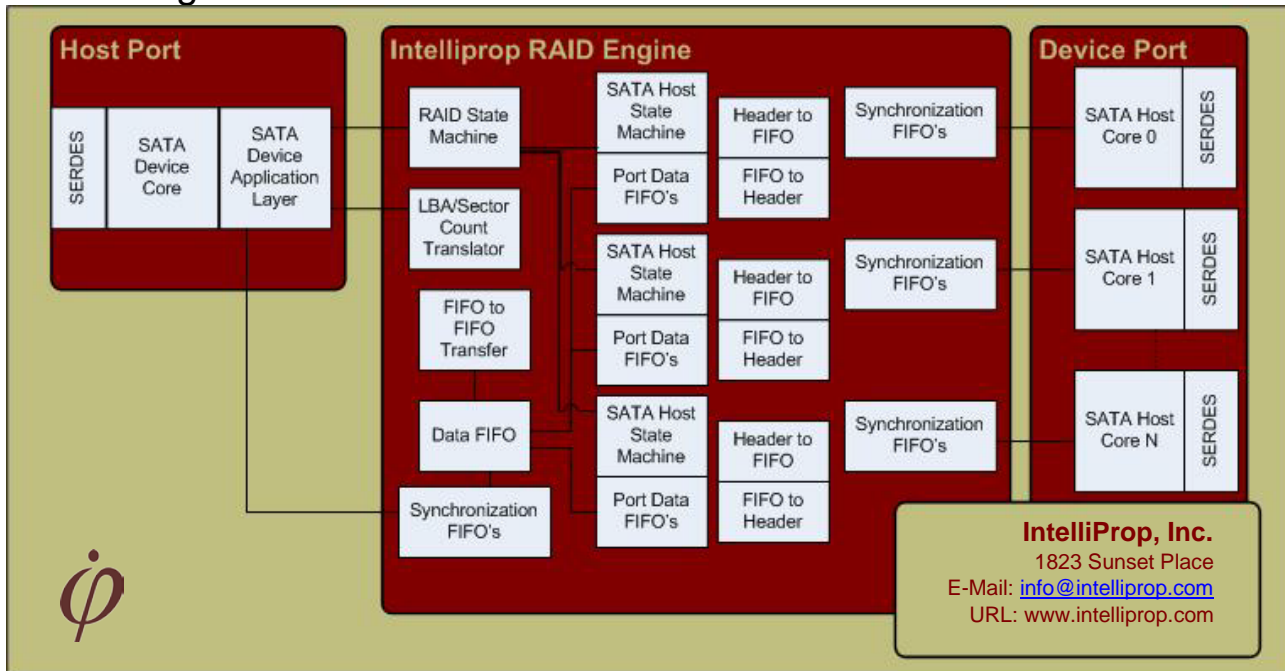 Host Port
SERDES
SATA
Device
Core
SATA
Device
Application
Layer
Intelliprop RAID Engine
RAID State
Machine
LBA/Sector
Count
Translator
FIFO to
FIFO
Transfer
Data FIFO
Synchronization
FIFO's
SATA Host
State
Machine
Port Data
FIFO's
Header to
FIFO
FIFO to
Header
Synchronization
FIFO's
SATA Host
State
Machine
Port Data
FIFO's
Header to
FIFO
FIFO to
Header
Synchronization
FIFO's
SATA Host
State
Machine
Port Data
FIFO's
Header to
FIFO
FIFO to
Header
Synchronization
FIFO's
Device Port
SATA Host
Core 0
SERDES
SATA Host
Core 1
SERDES
SATA Host
Core N
SERDES
IntelliProp, Inc.
1823 Sunset Place
E-Mail: info@intelliprop.com
URL: www.intelliprop.com